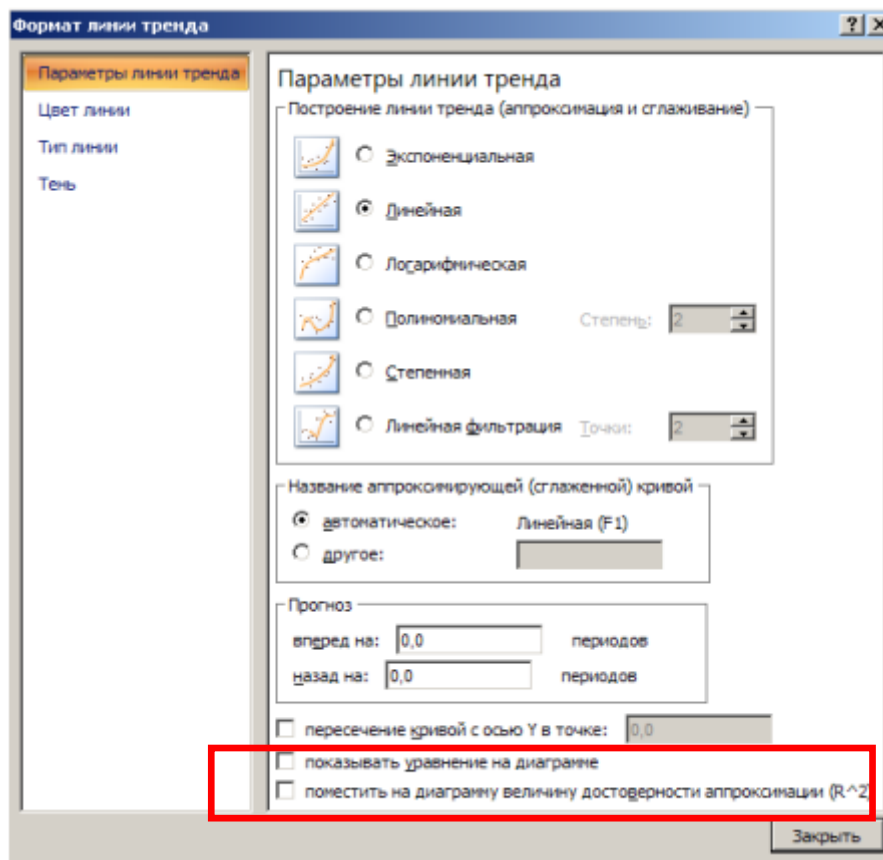 Формат линии тренда
Параметры линии тренда
Цвет линии
Тип линии
Тень
Параметры линии тренда
Построение линии тренда (аппроксимация и сглаживание)
Экспоненциальная
Линейная
Логарифмическая
Полиномиальная Степень: 2
Степенная
Линейная фильтрация Точки: 2
Название аппроксимирующей (сглаженной) кривой
автоматическое: Линейная (F1)
другое:
Прогноз
вперед на: 0,0 периодов
назад на: 0,0 периодов
пересечение кривой с осью Y в точке: 0,0
показывать уравнение на диаграмме
поместить на диаграмму величину достоверности аппроксимации (R^2)
Закрыть